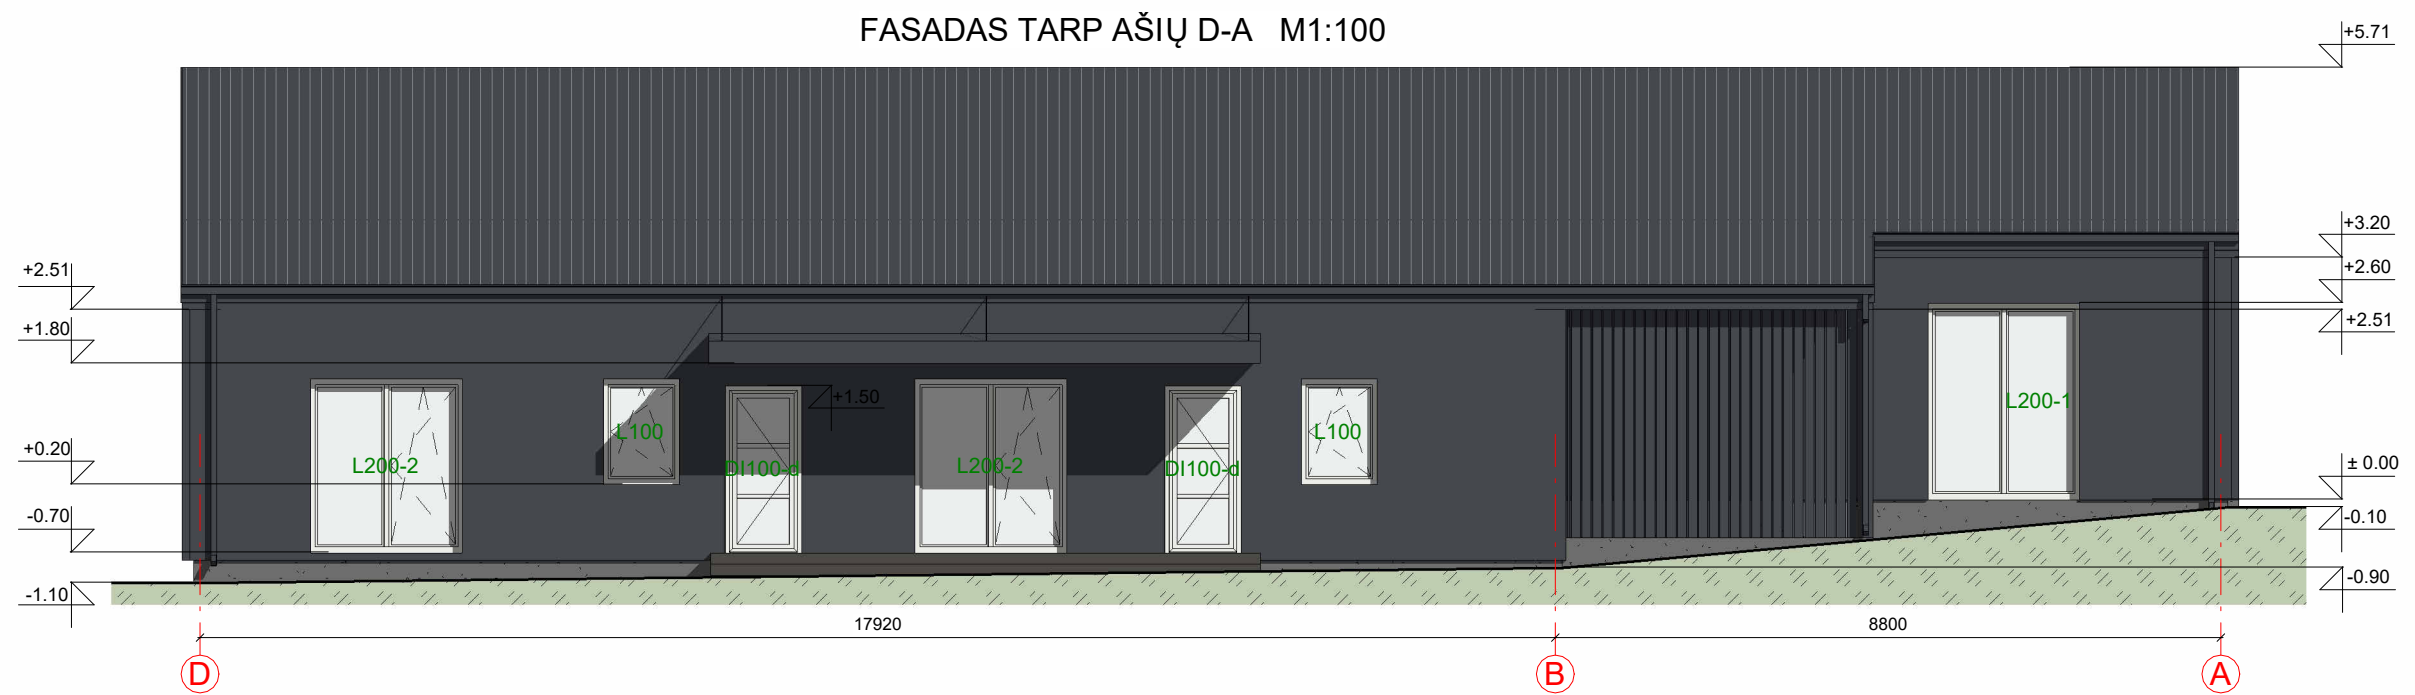 FASADAS TARP AŠIŲ D-A M1:100
+5.71
+3.20
+2.60
+2.51
+2.51
+1.80
+1.50
L200-1
L100
L100
+0.20
L200-2
DI100-d
L200-2
DI100-d
± 0.00
-0.70
-0.10
-1.10
-0.90
17920
8800
D
B
A